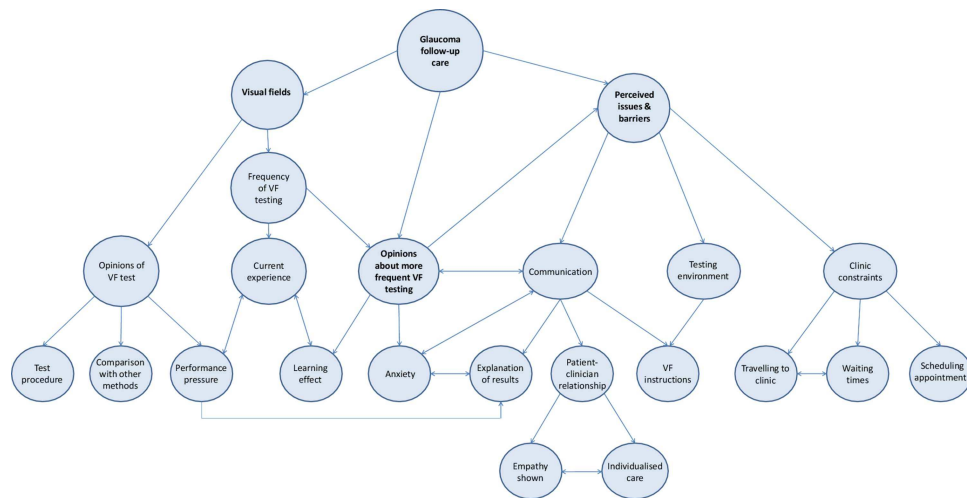 Glaucoma
follow-up
care
Visual fields
Perceived
issues &
barriers
Frequency
of VF
testing
Opinions of
VF test
Current
experience
Opinions
about more
frequent VF
testing
Communication
Testing
environment
Clinic
constraints
Test
procedure
Comparison
with other
methods
Performance
pressure
Learning
effect
Anxiety
Explanation
of results
Patient-
clinician
relationship
VF
instructions
Travelling to
clinic
Waiting
times
Scheduling
appointment
Empathy
shown
Individualised
care